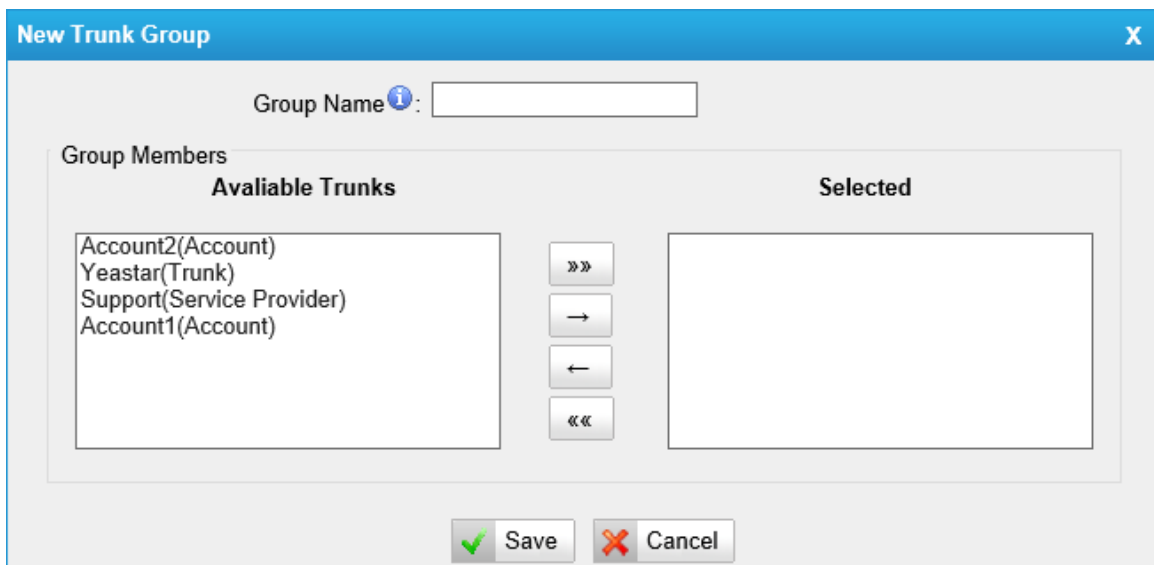 New Trunk Group X
Group Name i :
Group Members
Avaliable Trunks Selected
Account2(Account)
Yeastar(Trunk)
Support(Service Provider)
Account1(Account)
»»
→
←
««
Save Cancel